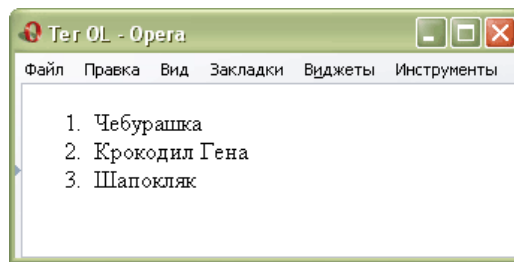 Тег OL - Opera
Файл Правка Вид Закладки Виджеты Инструменты
1. Чебурашка
2. Крокодил Гена
3. Шапокляк